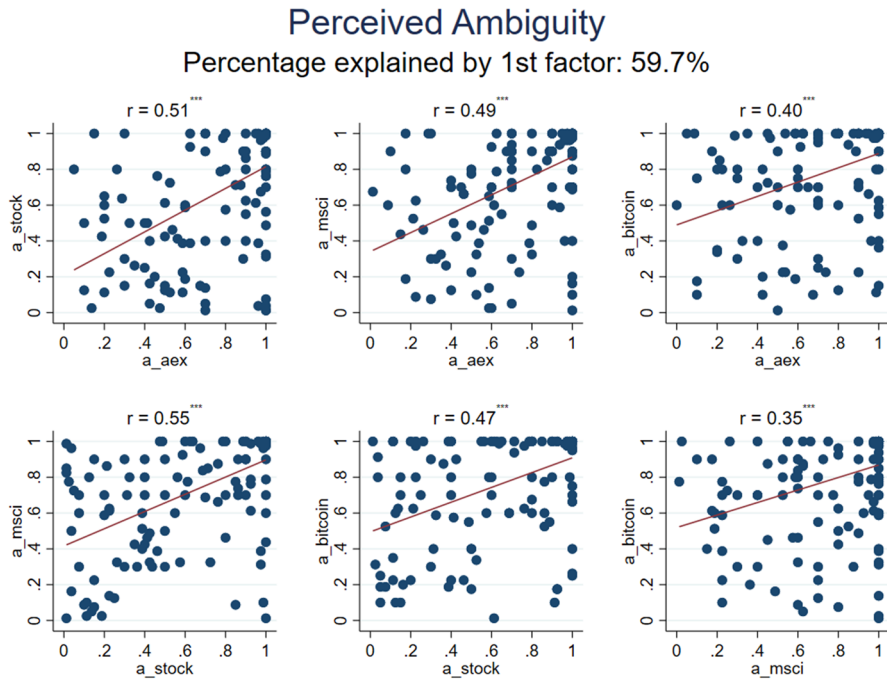 Perceived Ambiguity
Percentage explained by 1st factor: 59.7%
r = 0.51***
a_stock
1
.8
.6
.4
.2
0
0 .2 .4 .6 .8 1
a_aex
r = 0.49***
a_msci
1
.8
.6
.4
.2
0
0 .2 .4 .6 .8 1
a_aex
r = 0.40***
a_bitcoin
1
.8
.6
.4
.2
0
0 .2 .4 .6 .8 1
a_aex
r = 0.55***
a_msci
1
.8
.6
.4
.2
0
0 .2 .4 .6 .8 1
a_stock
r = 0.47***
a_bitcoin
1
.8
.6
.4
.2
0
0 .2 .4 .6 .8 1
a_stock
r = 0.35***
a_bitcoin
1
.8
.6
.4
.2
0
0 .2 .4 .6 .8 1
a_msci